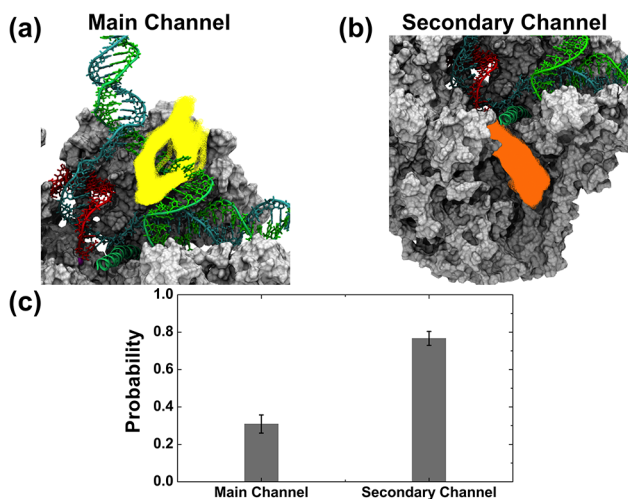 (a) Main Channel
(b) Secondary Channel
(c)
Probability
1.0
0.8
0.6
0.4
0.2
0.0
Main Channel Secondary Channel